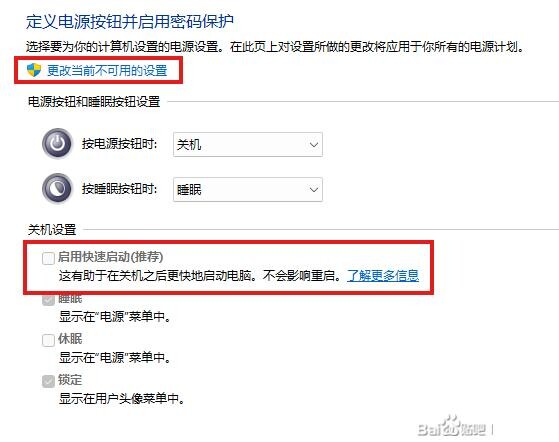 定义电源按钮并启用密码保护
选择要为你的计算机设置的电源设置。在此页上对设置所做的更改将应用于你所有的电源计划。
更改当前不可用的设置
电源按钮和睡眠按钮设置
按电源按钮时: 关机
按睡眠按钮时: 睡眠
关机设置
启用快速启动(推荐)
这有助于在关机之后更快地启动电脑。不会影响重启。了解更多信息
睡眠
显示在"电源"菜单中。
休眠
显示在"电源"菜单中。
锁定
显示在用户头像菜单中。
Bai贴吧